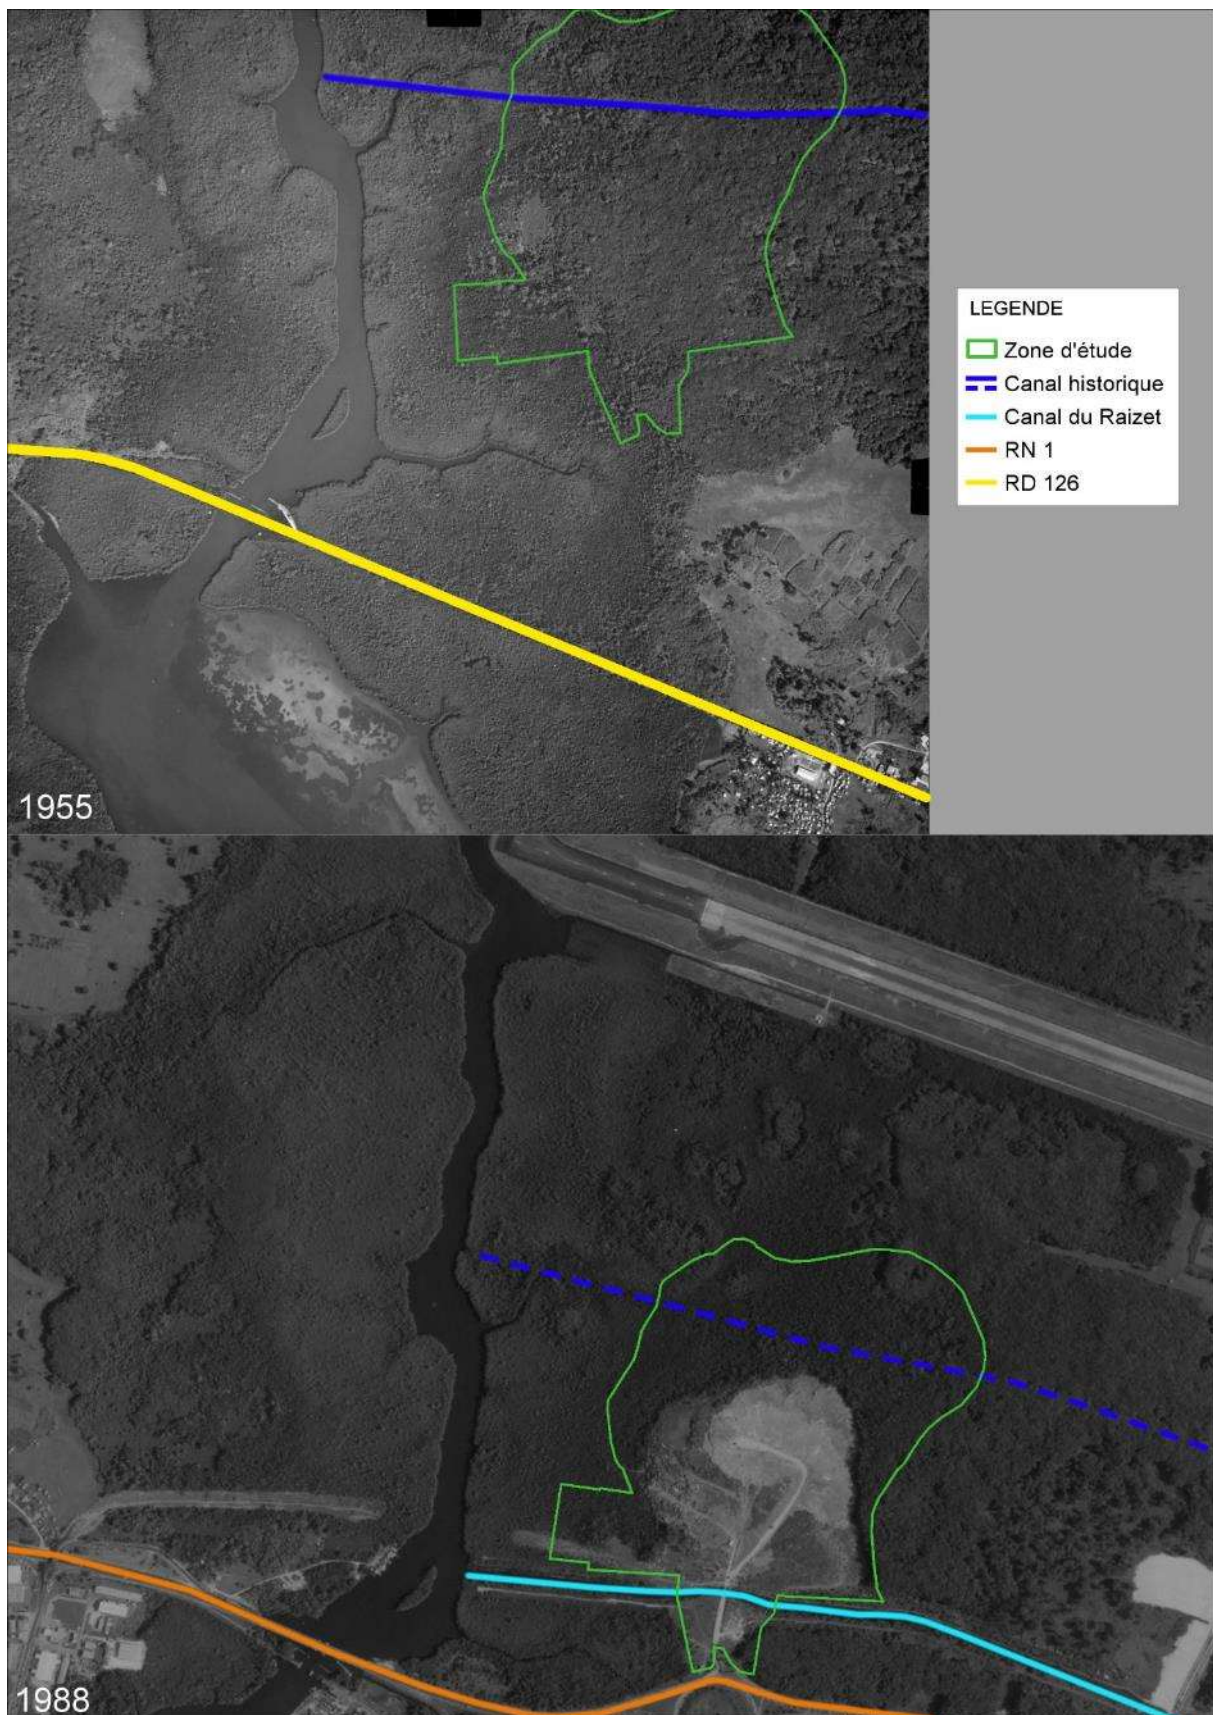 LEGENDE
Zone d'étude
Canal historique
Canal du Raizet
RN 1
RD 126
1955
1988